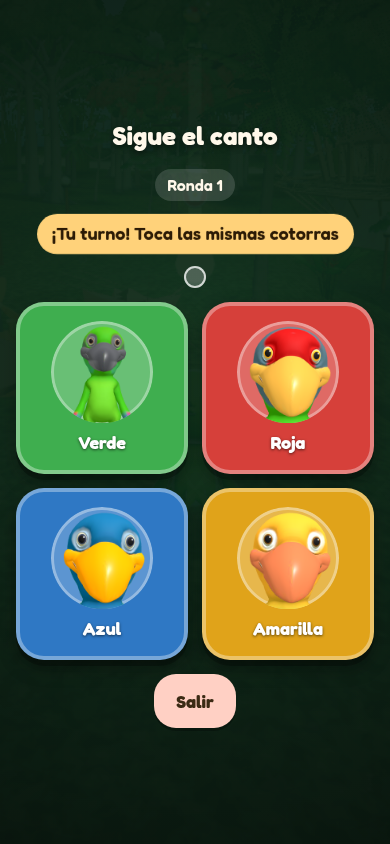 Sigue el canto
Ronda 1
¡Tu turno! Toca las mismas cotorras
Verde
Roja
Azul
Amarilla
Salir